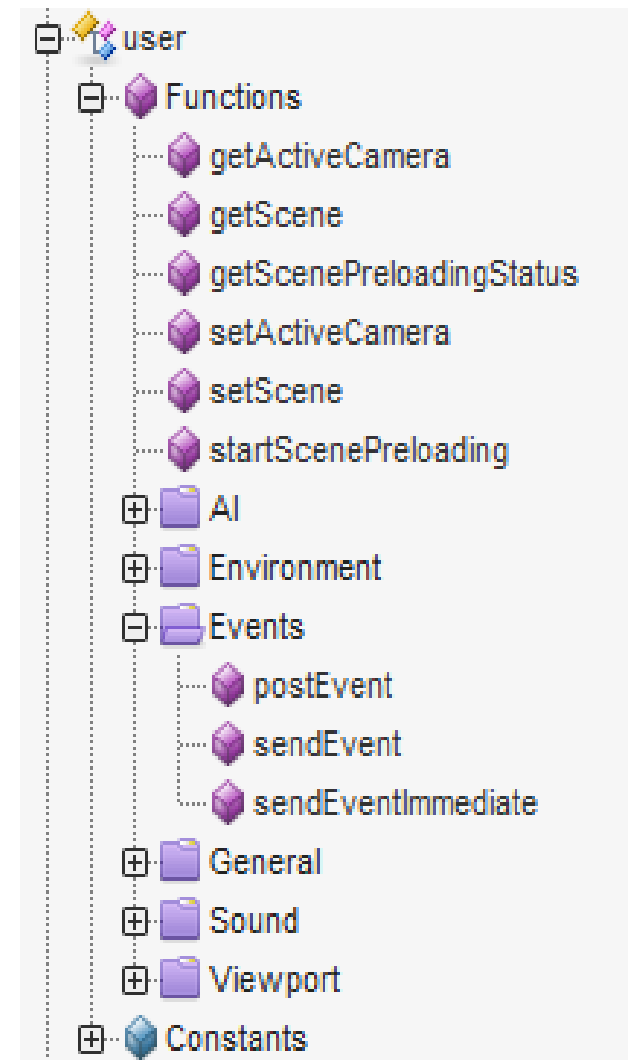 user
Functions
getActiveCamera
getScene
getScenePreloadingStatus
setActiveCamera
setScene
startScenePreloading
AI
Environment
Events
postEvent
sendEvent
sendEventImmediate
General
Sound
Viewport
Constants